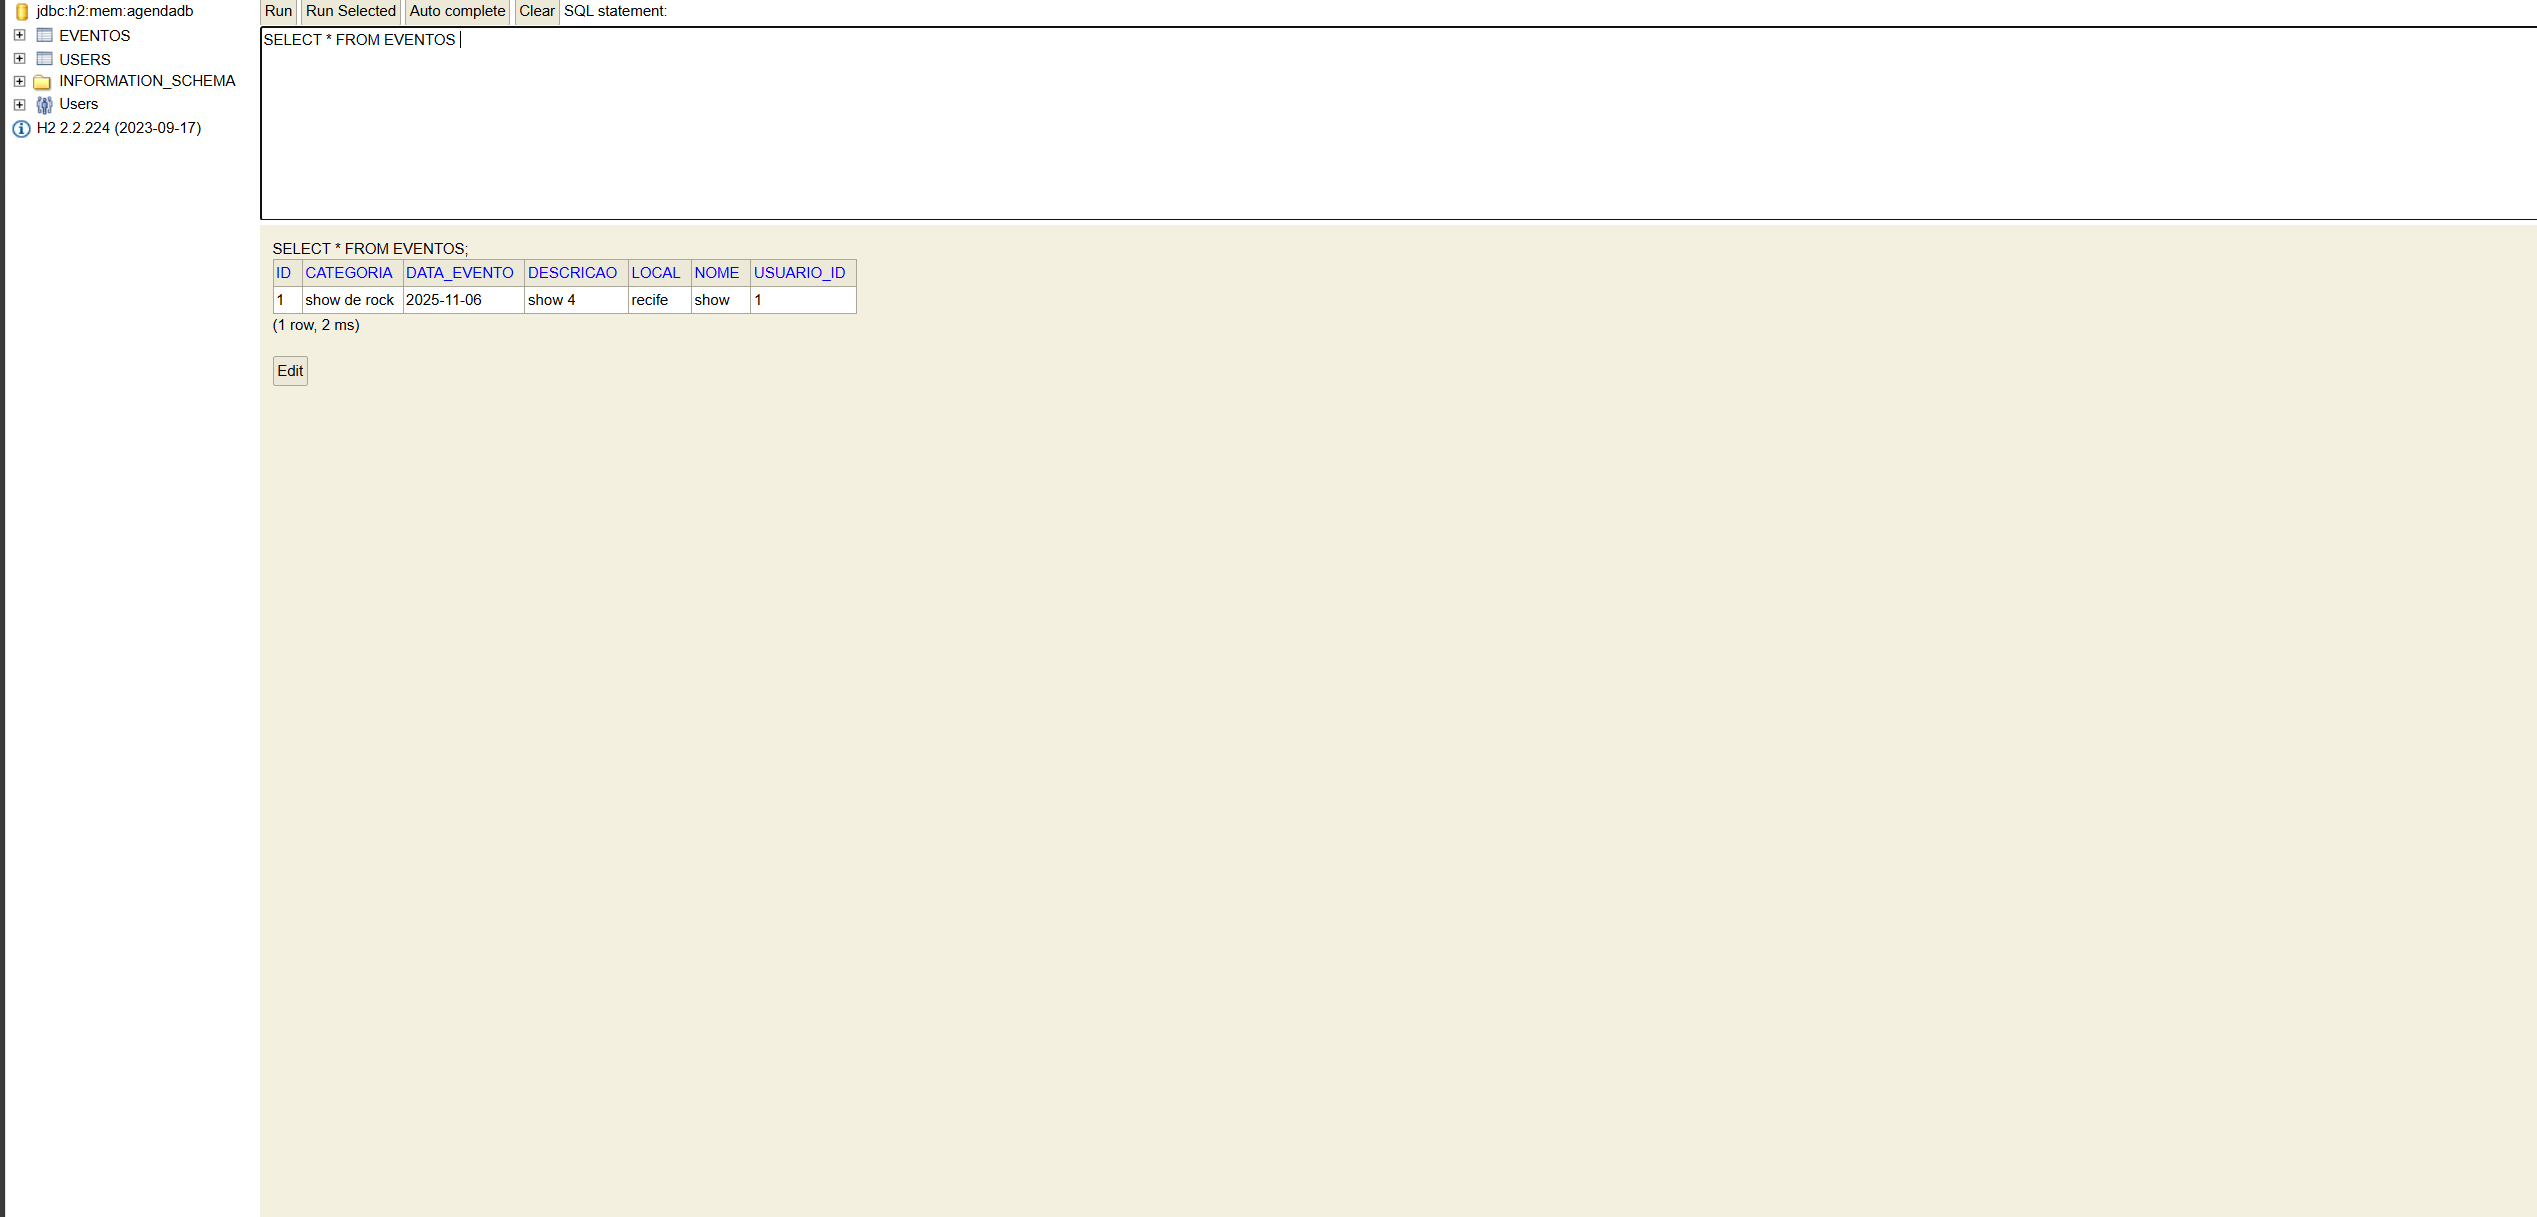 jdbc:h2:mem:agendadb
EVENTOS
USERS
INFORMATION_SCHEMA
Users
H2 2.2.224 (2023-09-17)
Run Run Selected Auto complete Clear SQL statement:
SELECT * FROM EVENTOS
SELECT * FROM EVENTOS;
ID CATEGORIA DATA_EVENTO DESCRICAO LOCAL NOME USUARIO_ID
1 show de rock 2025-11-06 show 4 recife show 1
(1 row, 2 ms)
Edit